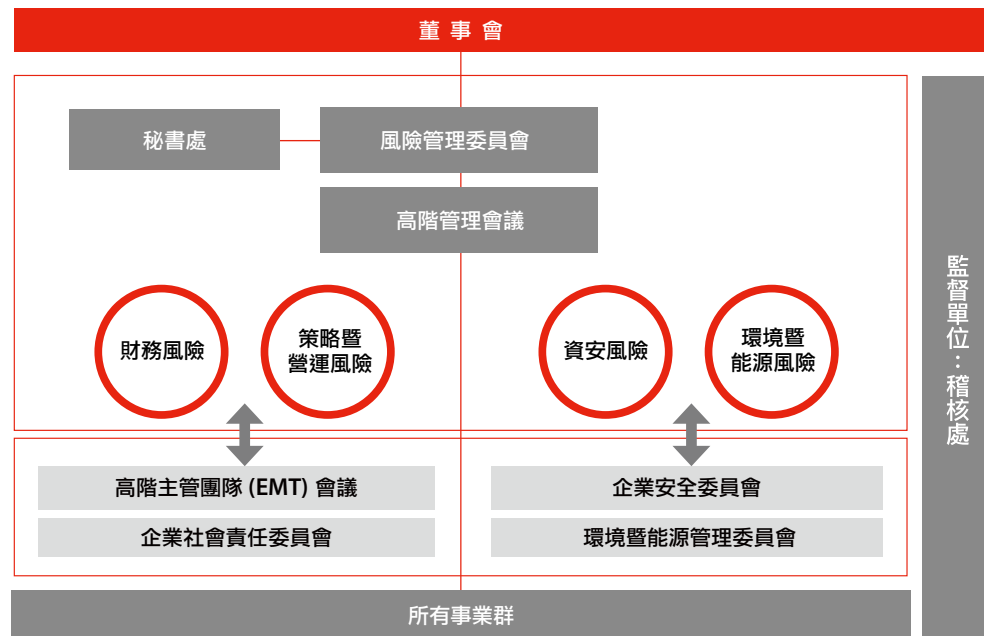 董事會
秘書處
風險管理委員會
高階管理會議
財務風險
策略暨
營運風險
資安風險
環境暨
能源風險
高階主管團隊 (EMT) 會議
企業安全委員會
企業社會責任委員會
環境暨能源管理委員會
所有事業群
監督單位：稽核處